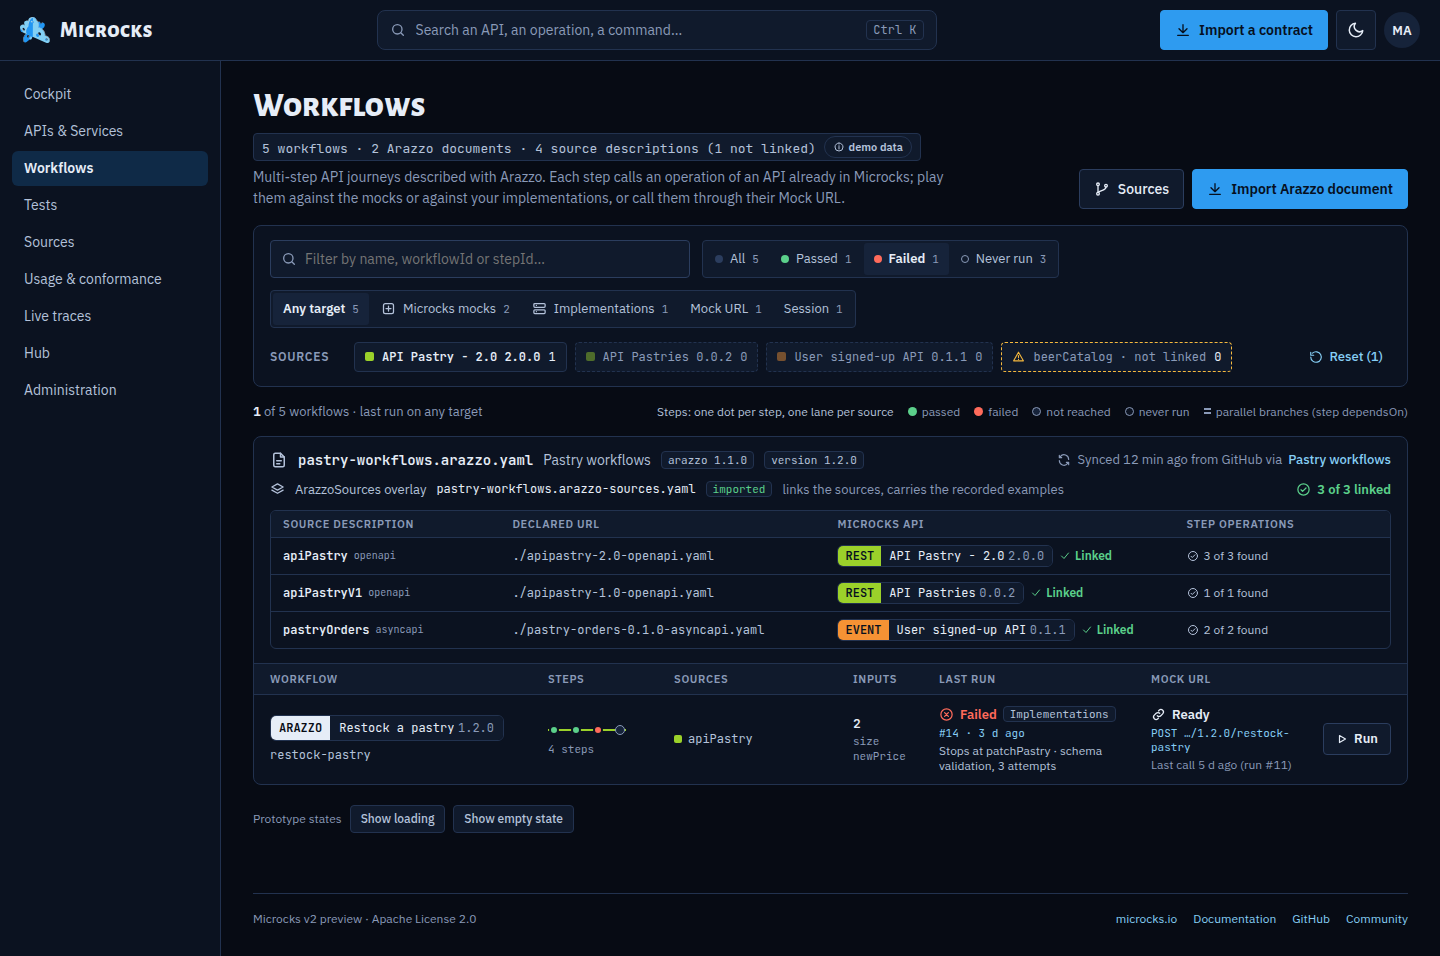 Microcks
Search an API, an operation, a command...
Ctrl K
Import a contract
MA
Cockpit
APIs & Services
Workflows
Tests
Sources
Usage & conformance
Live traces
Hub
Administration
Workflows
5 workflows · 2 Arazzo documents · 4 source descriptions (1 not linked) demo data
Multi-step API journeys described with Arazzo. Each step calls an operation of an API already in Microcks; play
them against the mocks or against your implementations, or call them through their Mock URL.
Sources
Import Arazzo document
Filter by name, workflowId or stepId...
All 5 Passed 1 Failed 1 Never run 3
Any target 5 Microcks mocks 2 Implementations 1 Mock URL 1 Session 1
SOURCES API Pastry - 2.0 2.0.0 1 API Pastries 0.0.2 0 User signed-up API 0.1.1 0 beerCatalog · not linked 0 Reset (1)
1 of 5 workflows · last run on any target
Steps: one dot per step, one lane per source passed failed not reached never run parallel branches (step dependsOn)
pastry-workflows.arazzo.yaml Pastry workflows arazzo 1.1.0 version 1.2.0
Synced 12 min ago from GitHub via Pastry workflows
ArazzoSources overlay pastry-workflows.arazzo-sources.yaml imported links the sources, carries the recorded examples
3 of 3 linked
SOURCE DESCRIPTION DECLARED URL MICROCKS API STEP OPERATIONS
apiPastry openapi ./apipastry-2.0-openapi.yaml REST API Pastry - 2.0 2.0.0 Linked 3 of 3 found
apiPastryV1 openapi ./apipastry-1.0-openapi.yaml REST API Pastries 0.0.2 Linked 1 of 1 found
pastryOrders asyncapi ./pastry-orders-0.1.0-asyncapi.yaml EVENT User signed-up API 0.1.1 Linked 2 of 2 found
WORKFLOW STEPS SOURCES INPUTS LAST RUN MOCK URL
ARAZZO Restock a pastry 1.2.0
restock-pastry
4 steps
apiPastry
2
size
newPrice
Failed Implementations
#14 · 3 d ago
Stops at patchPastry · schema
validation, 3 attempts
Ready
POST …/1.2.0/restock-
pastry
Last call 5 d ago (run #11)
Run
Prototype states Show loading Show empty state
Microcks v2 preview · Apache License 2.0
microcks.io Documentation GitHub Community